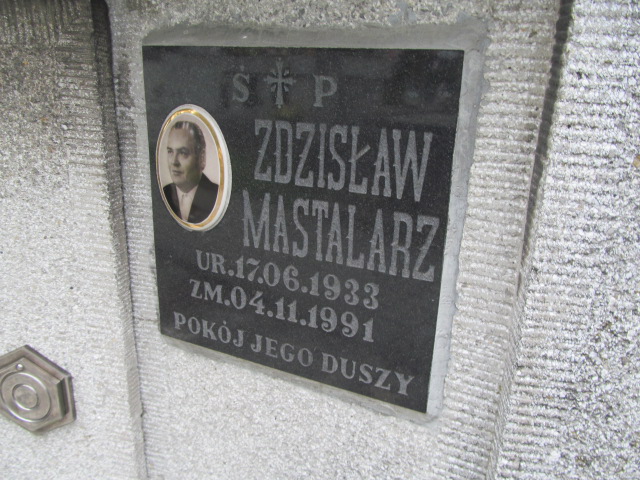 Ś P
ZDZISŁAW
MASTALARZ
UR.17.06.1933
ZM.04.11.1991
POKÓJ JEGO DUSZY